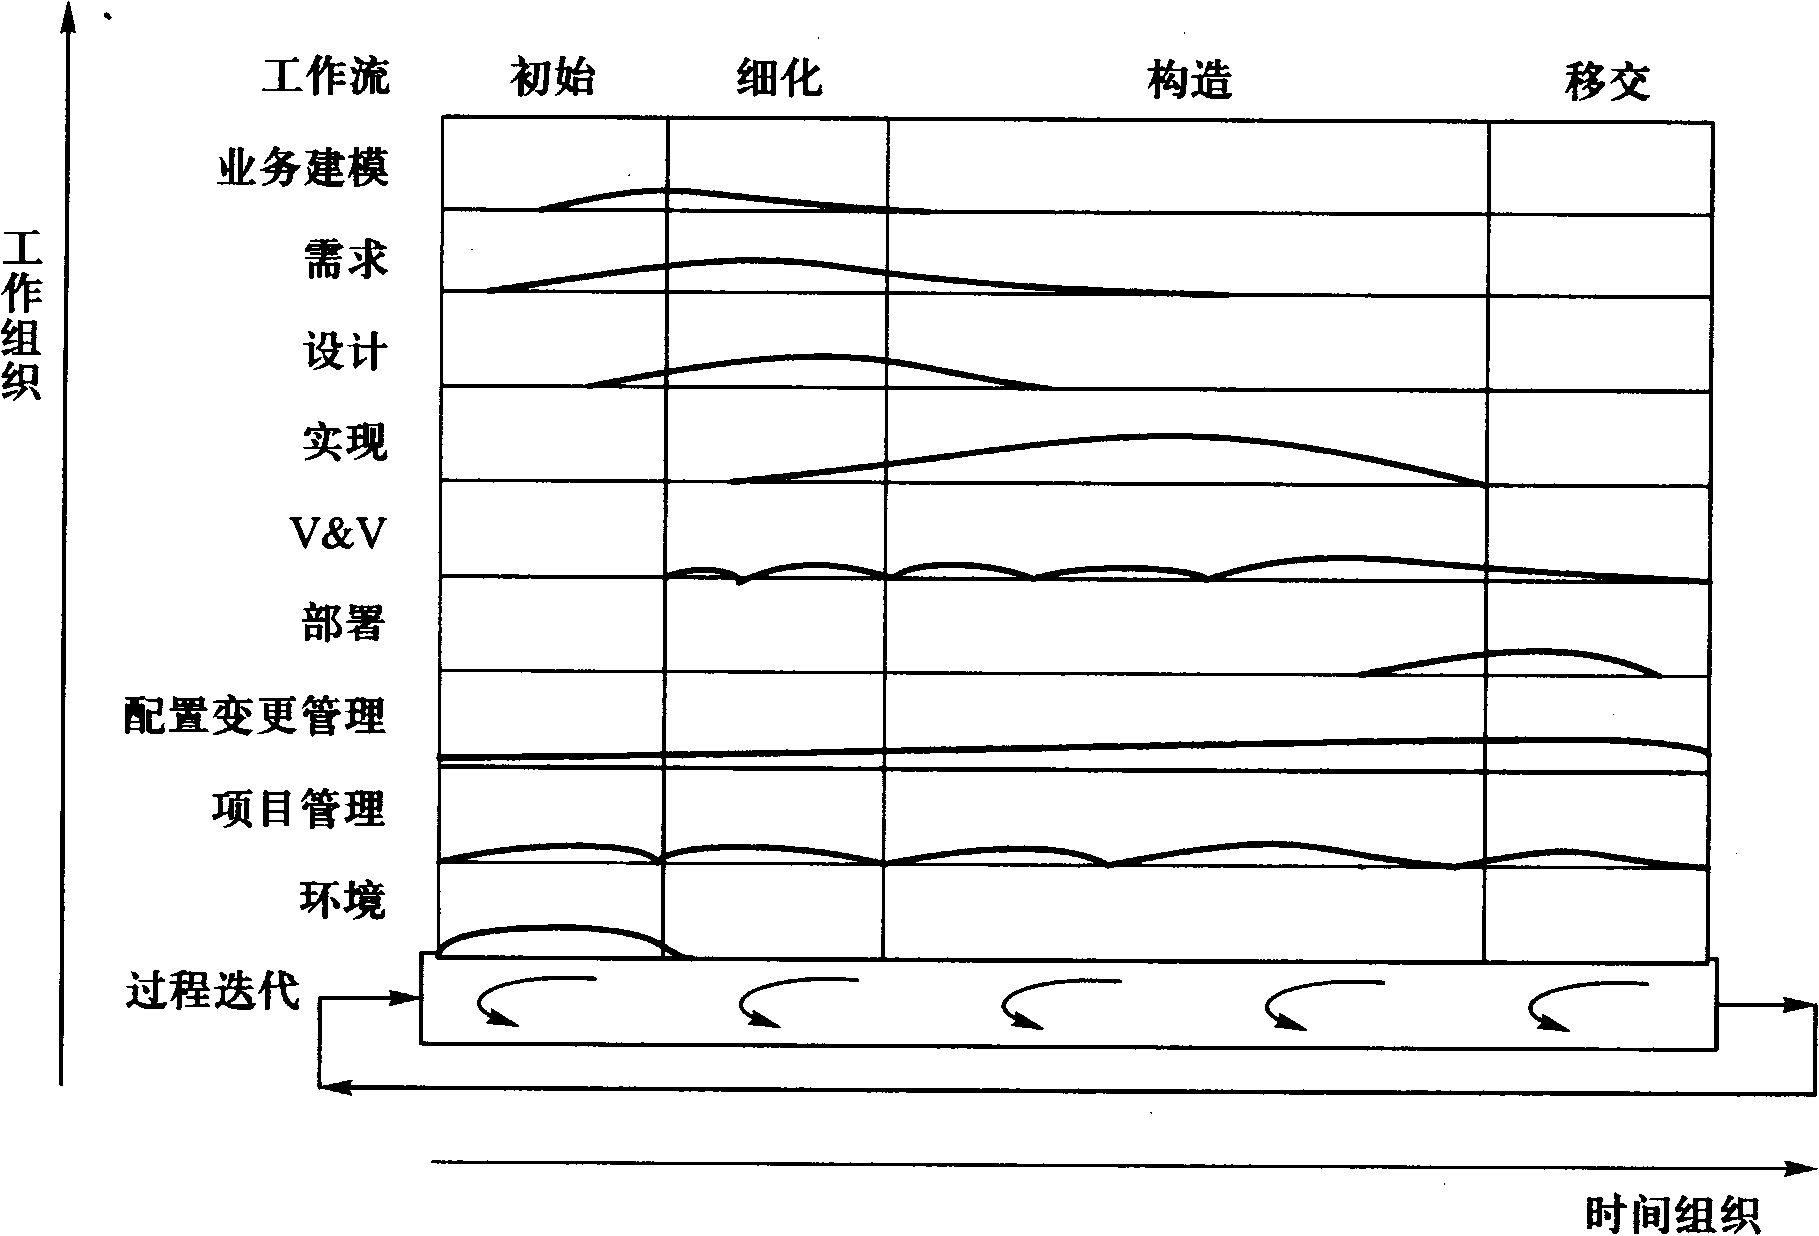 工作流 初始 细化 构造 移交
业务建模
需求
设计
实现
V&V
部署
配置变更管理
项目管理
环境
过程迭代
工作组织
时间组织